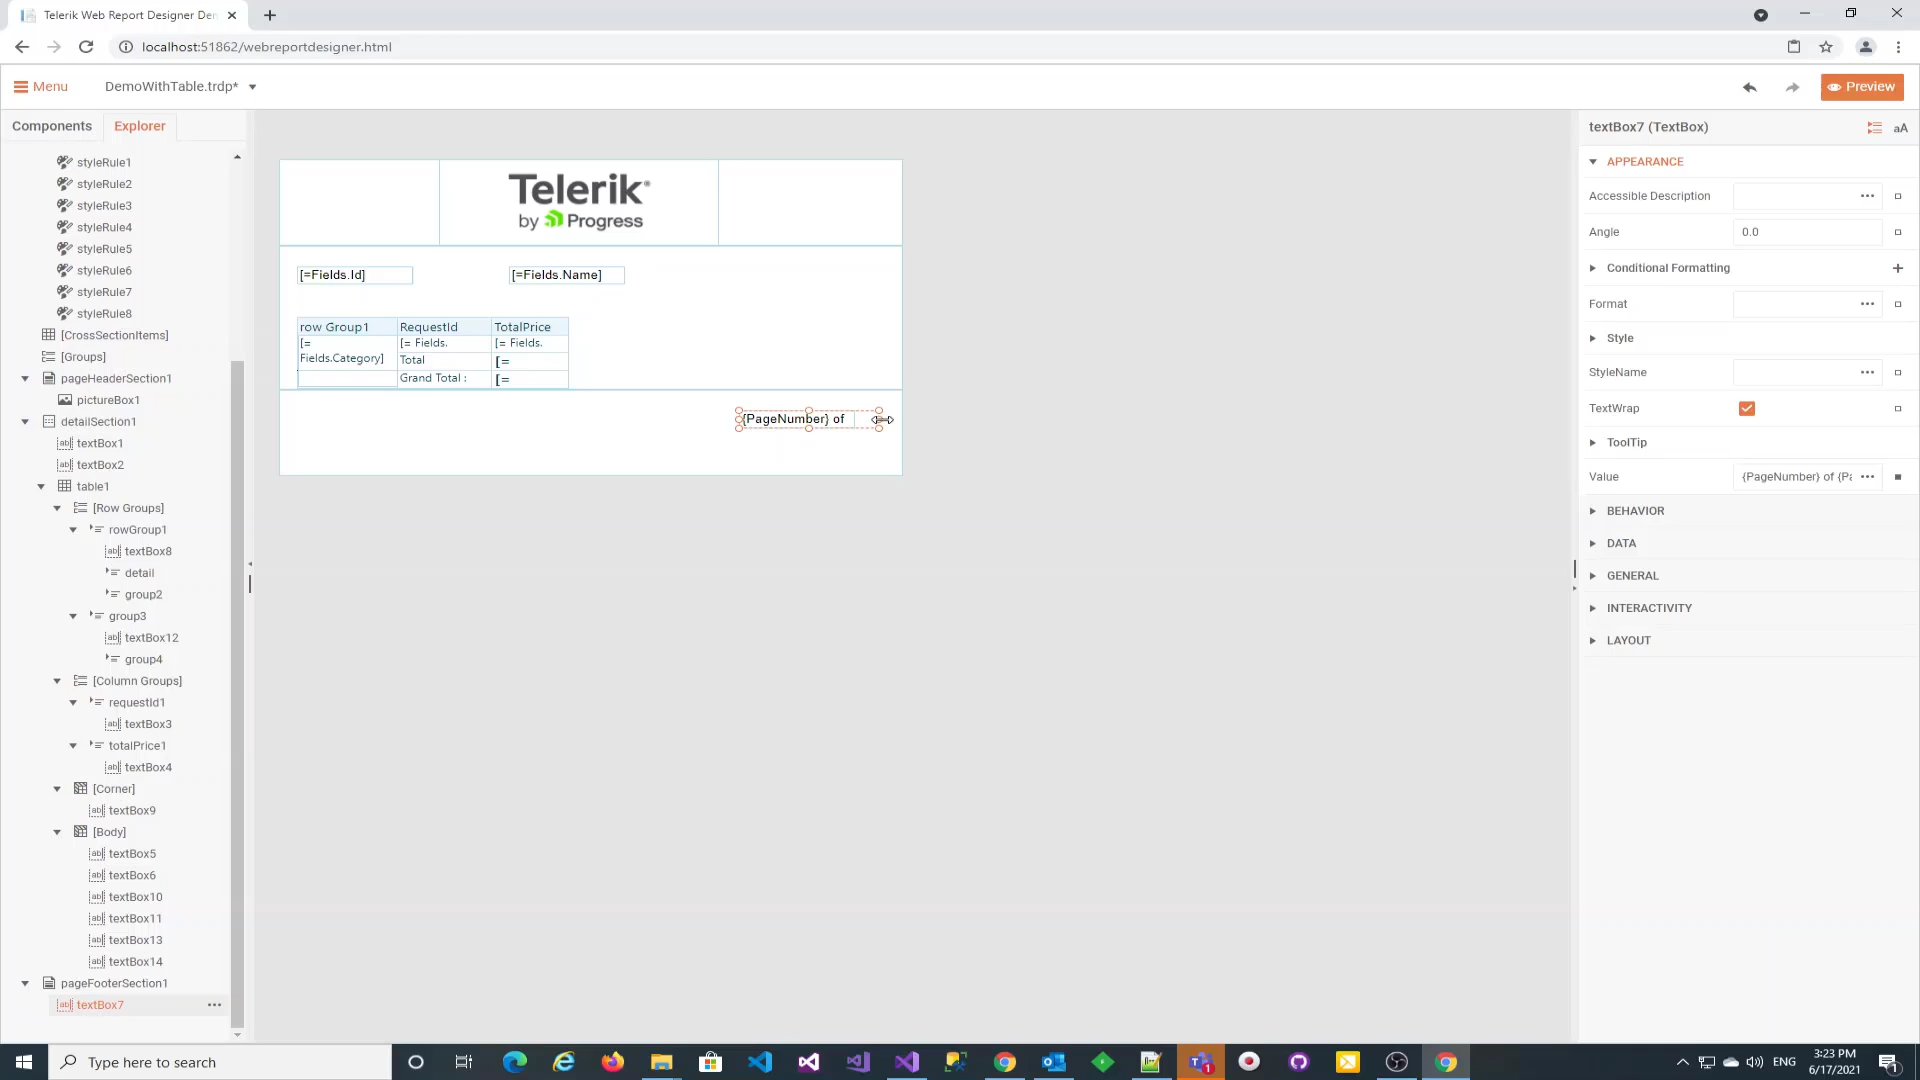 Telerik Web Report Designer Der
localhost:51862/webreportdesigner.html
Menu
DemoWithTable.trdp*
Preview
Components
Explorer
styleRule1
styleRule2
styleRule3
styleRule4
styleRule5
styleRule6
styleRule7
styleRule8
[CrossSectionItems]
[Groups]
pageHeaderSection1
pictureBox1
detailSection1
textBox1
textBox2
table1
[Row Groups]
rowGroup1
textBox8
detail
group2
group3
textBox12
group4
[Column Groups]
requestId1
textBox3
totalPrice1
textBox4
[Corner]
textBox9
[Body]
textBox5
textBox6
textBox10
textBox11
textBox13
textBox14
pageFooterSection1
textBox7
Telerik
by Progress
[=Fields.Id]
[=Fields.Name]
row Group1 RequestId TotalPrice
[= [= Fields. [= Fields.
Fields.Category] Total [=
Grand Total : [=
{PageNumber} of
textBox7 (TextBox)
aA
APPEARANCE
Accessible Description
Angle 0.0
Conditional Formatting
Format
Style
StyleName
TextWrap
ToolTip
Value {PageNumber} of {Pa
BEHAVIOR
DATA
GENERAL
INTERACTIVITY
LAYOUT
Type here to search
1
ENG
3:23 PM
6/17/2021
1